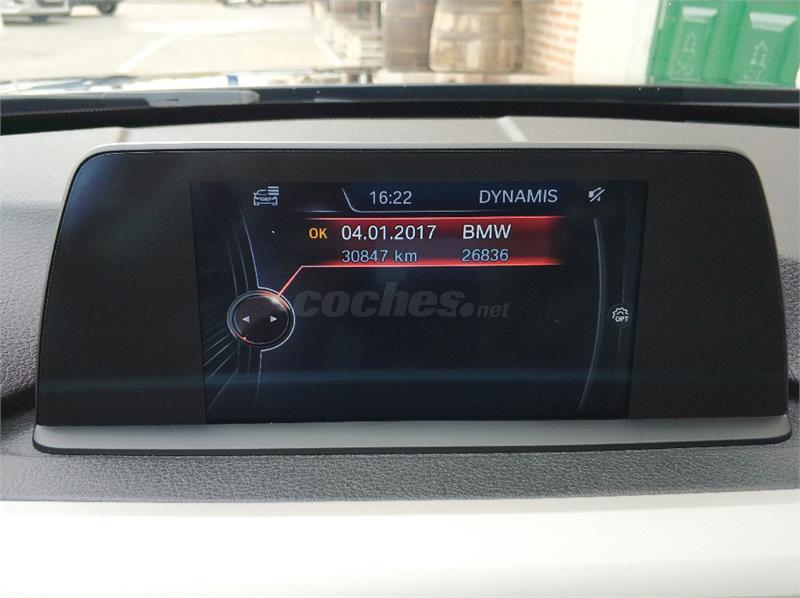 16:22 DYNAMIS
OK 04.01.2017 BMW
30847 km 26836
coches.net
OPT